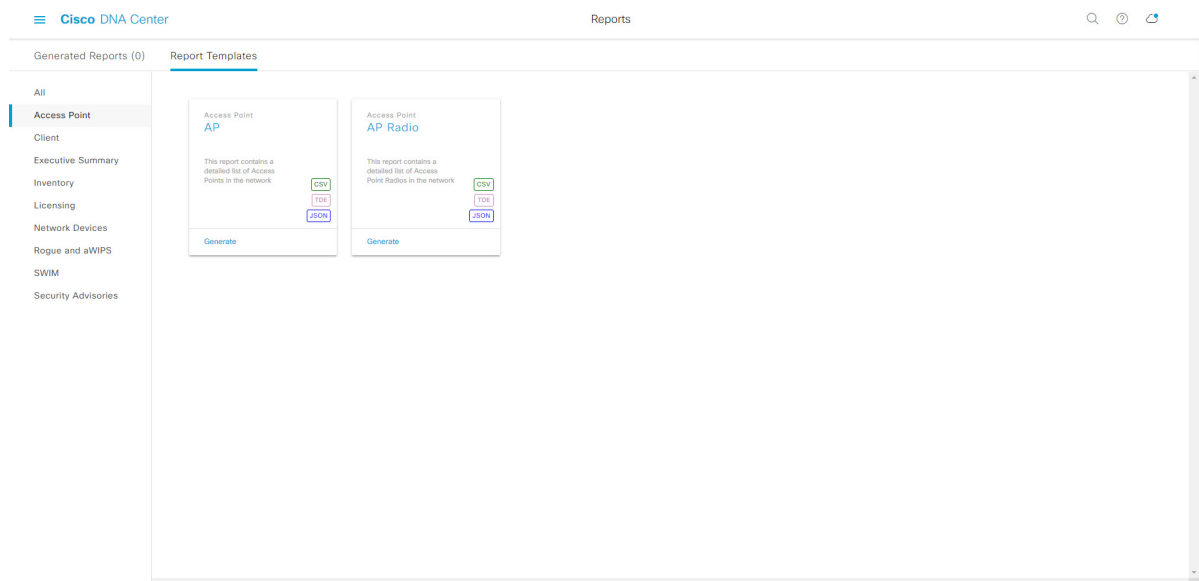 Cisco DNA Center
Reports
Generated Reports (0)
Report Templates
All
Access Point
Client
Executive Summary
Inventory
Licensing
Network Devices
Rogue and aWIPS
SWIM
Security Advisories
Access Point
AP
This report contains a
detailed list of Access
Points in the network
CSV
TDE
JSON
Generate
Access Point
AP Radio
This report contains a
detailed list of Access
Point Radios in the network
CSV
TDE
JSON
Generate